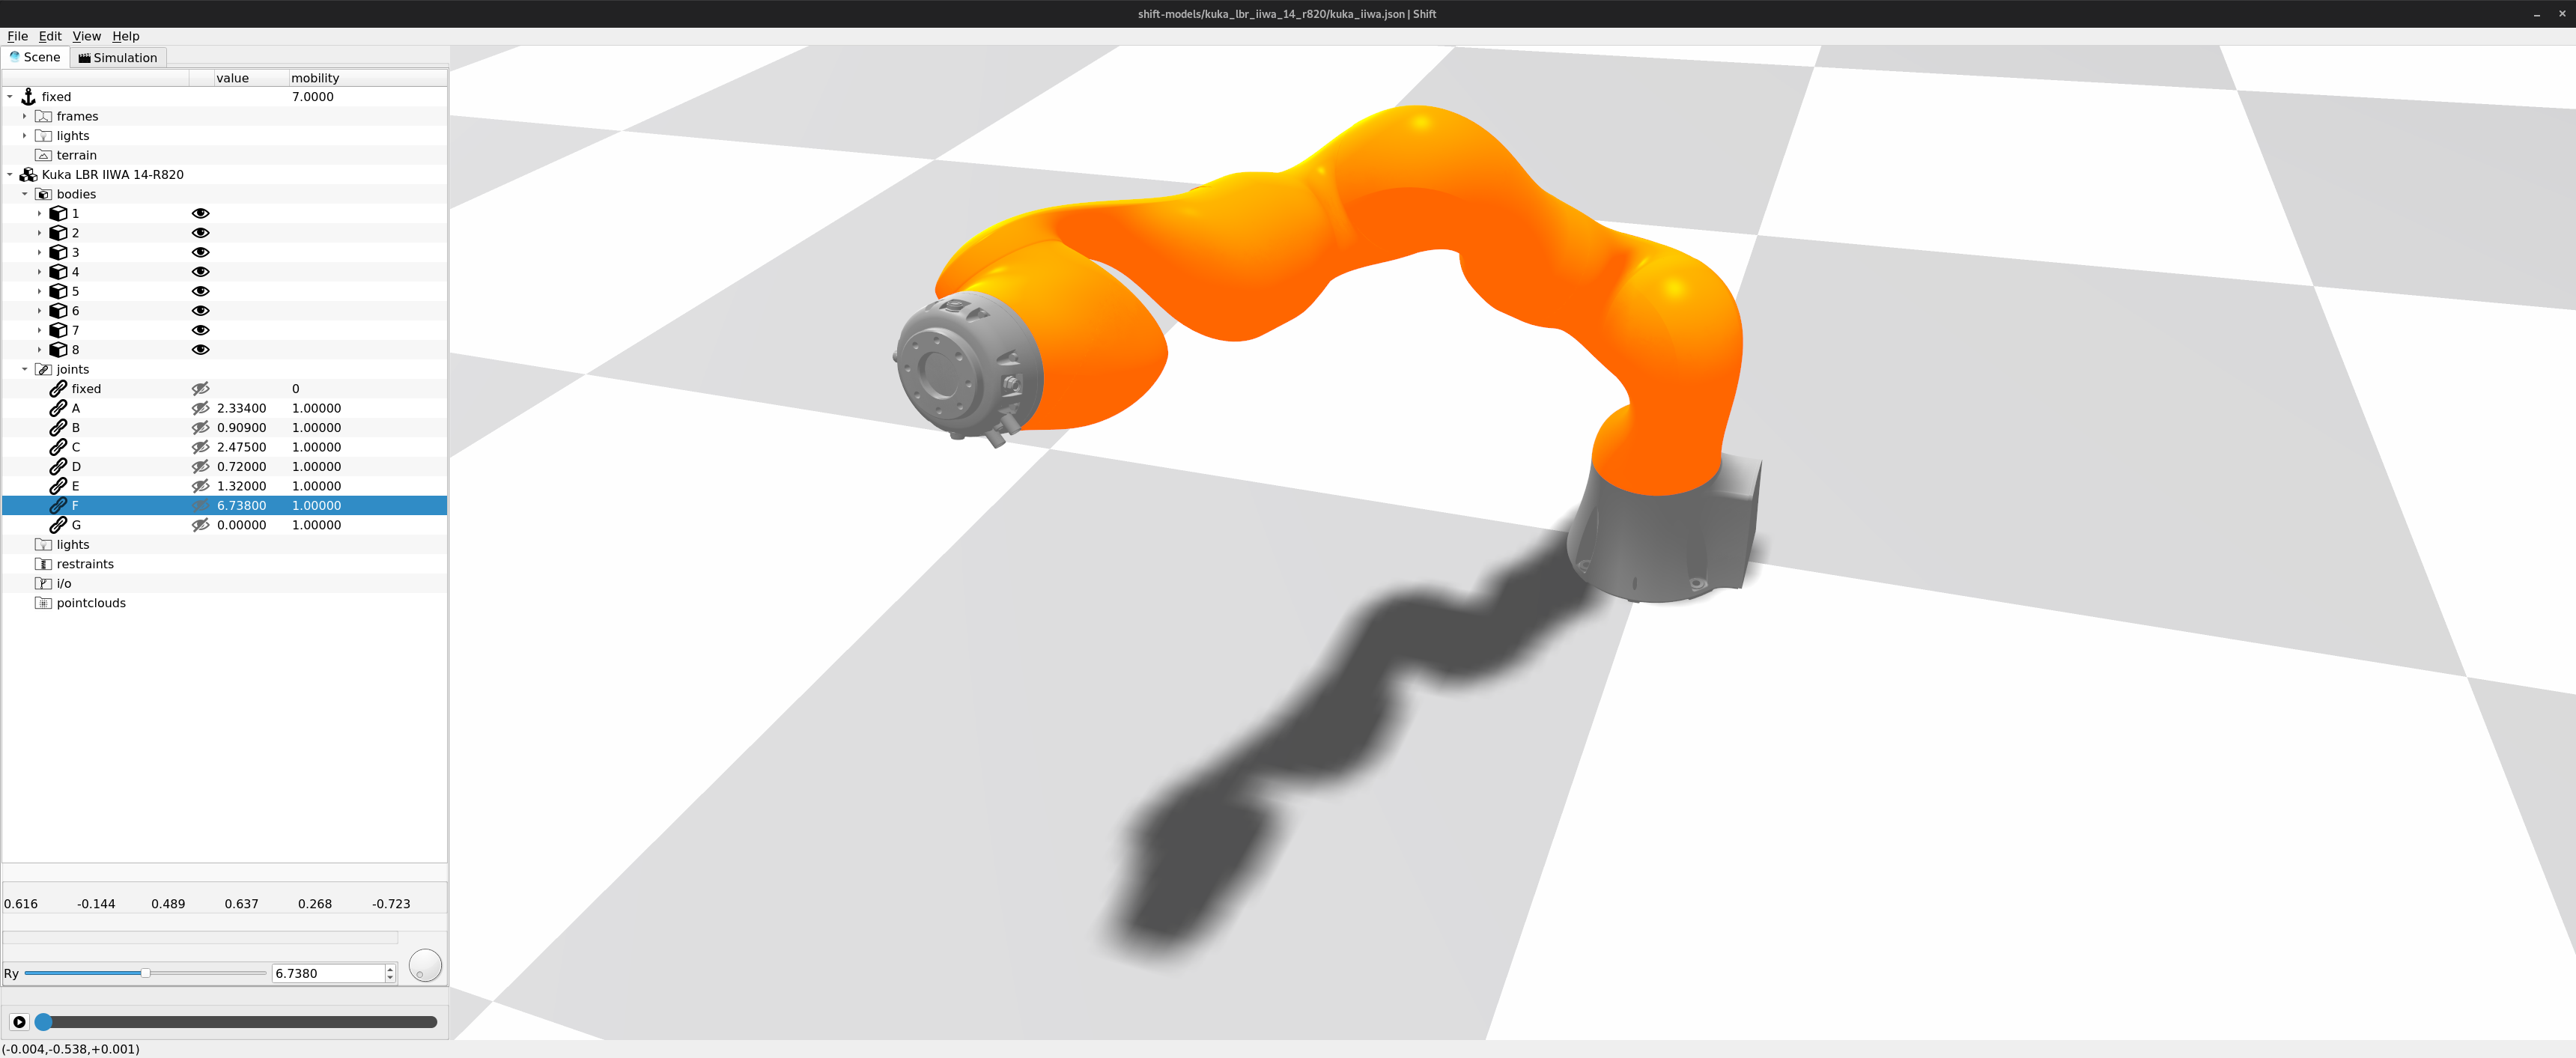 shift-models/kuka_lbr_iiwa_14_r820/kuka_iiwa.json | Shift
File Edit View Help
Scene Simulation
value mobility
fixed 7.0000
frames
lights
terrain
Kuka LBR IIWA 14-R820
bodies
1
2
3
4
5
6
7
8
joints
fixed 0
A 2.33400 1.00000
B 0.90900 1.00000
C 2.47500 1.00000
D 0.72000 1.00000
E 1.32000 1.00000
F 6.73800 1.00000
G 0.00000 1.00000
lights
restraints
i/o
pointclouds
0.616 -0.144 0.489 0.637 0.268 -0.723
Ry 6.7380
(-0.004,-0.538,+0.001)